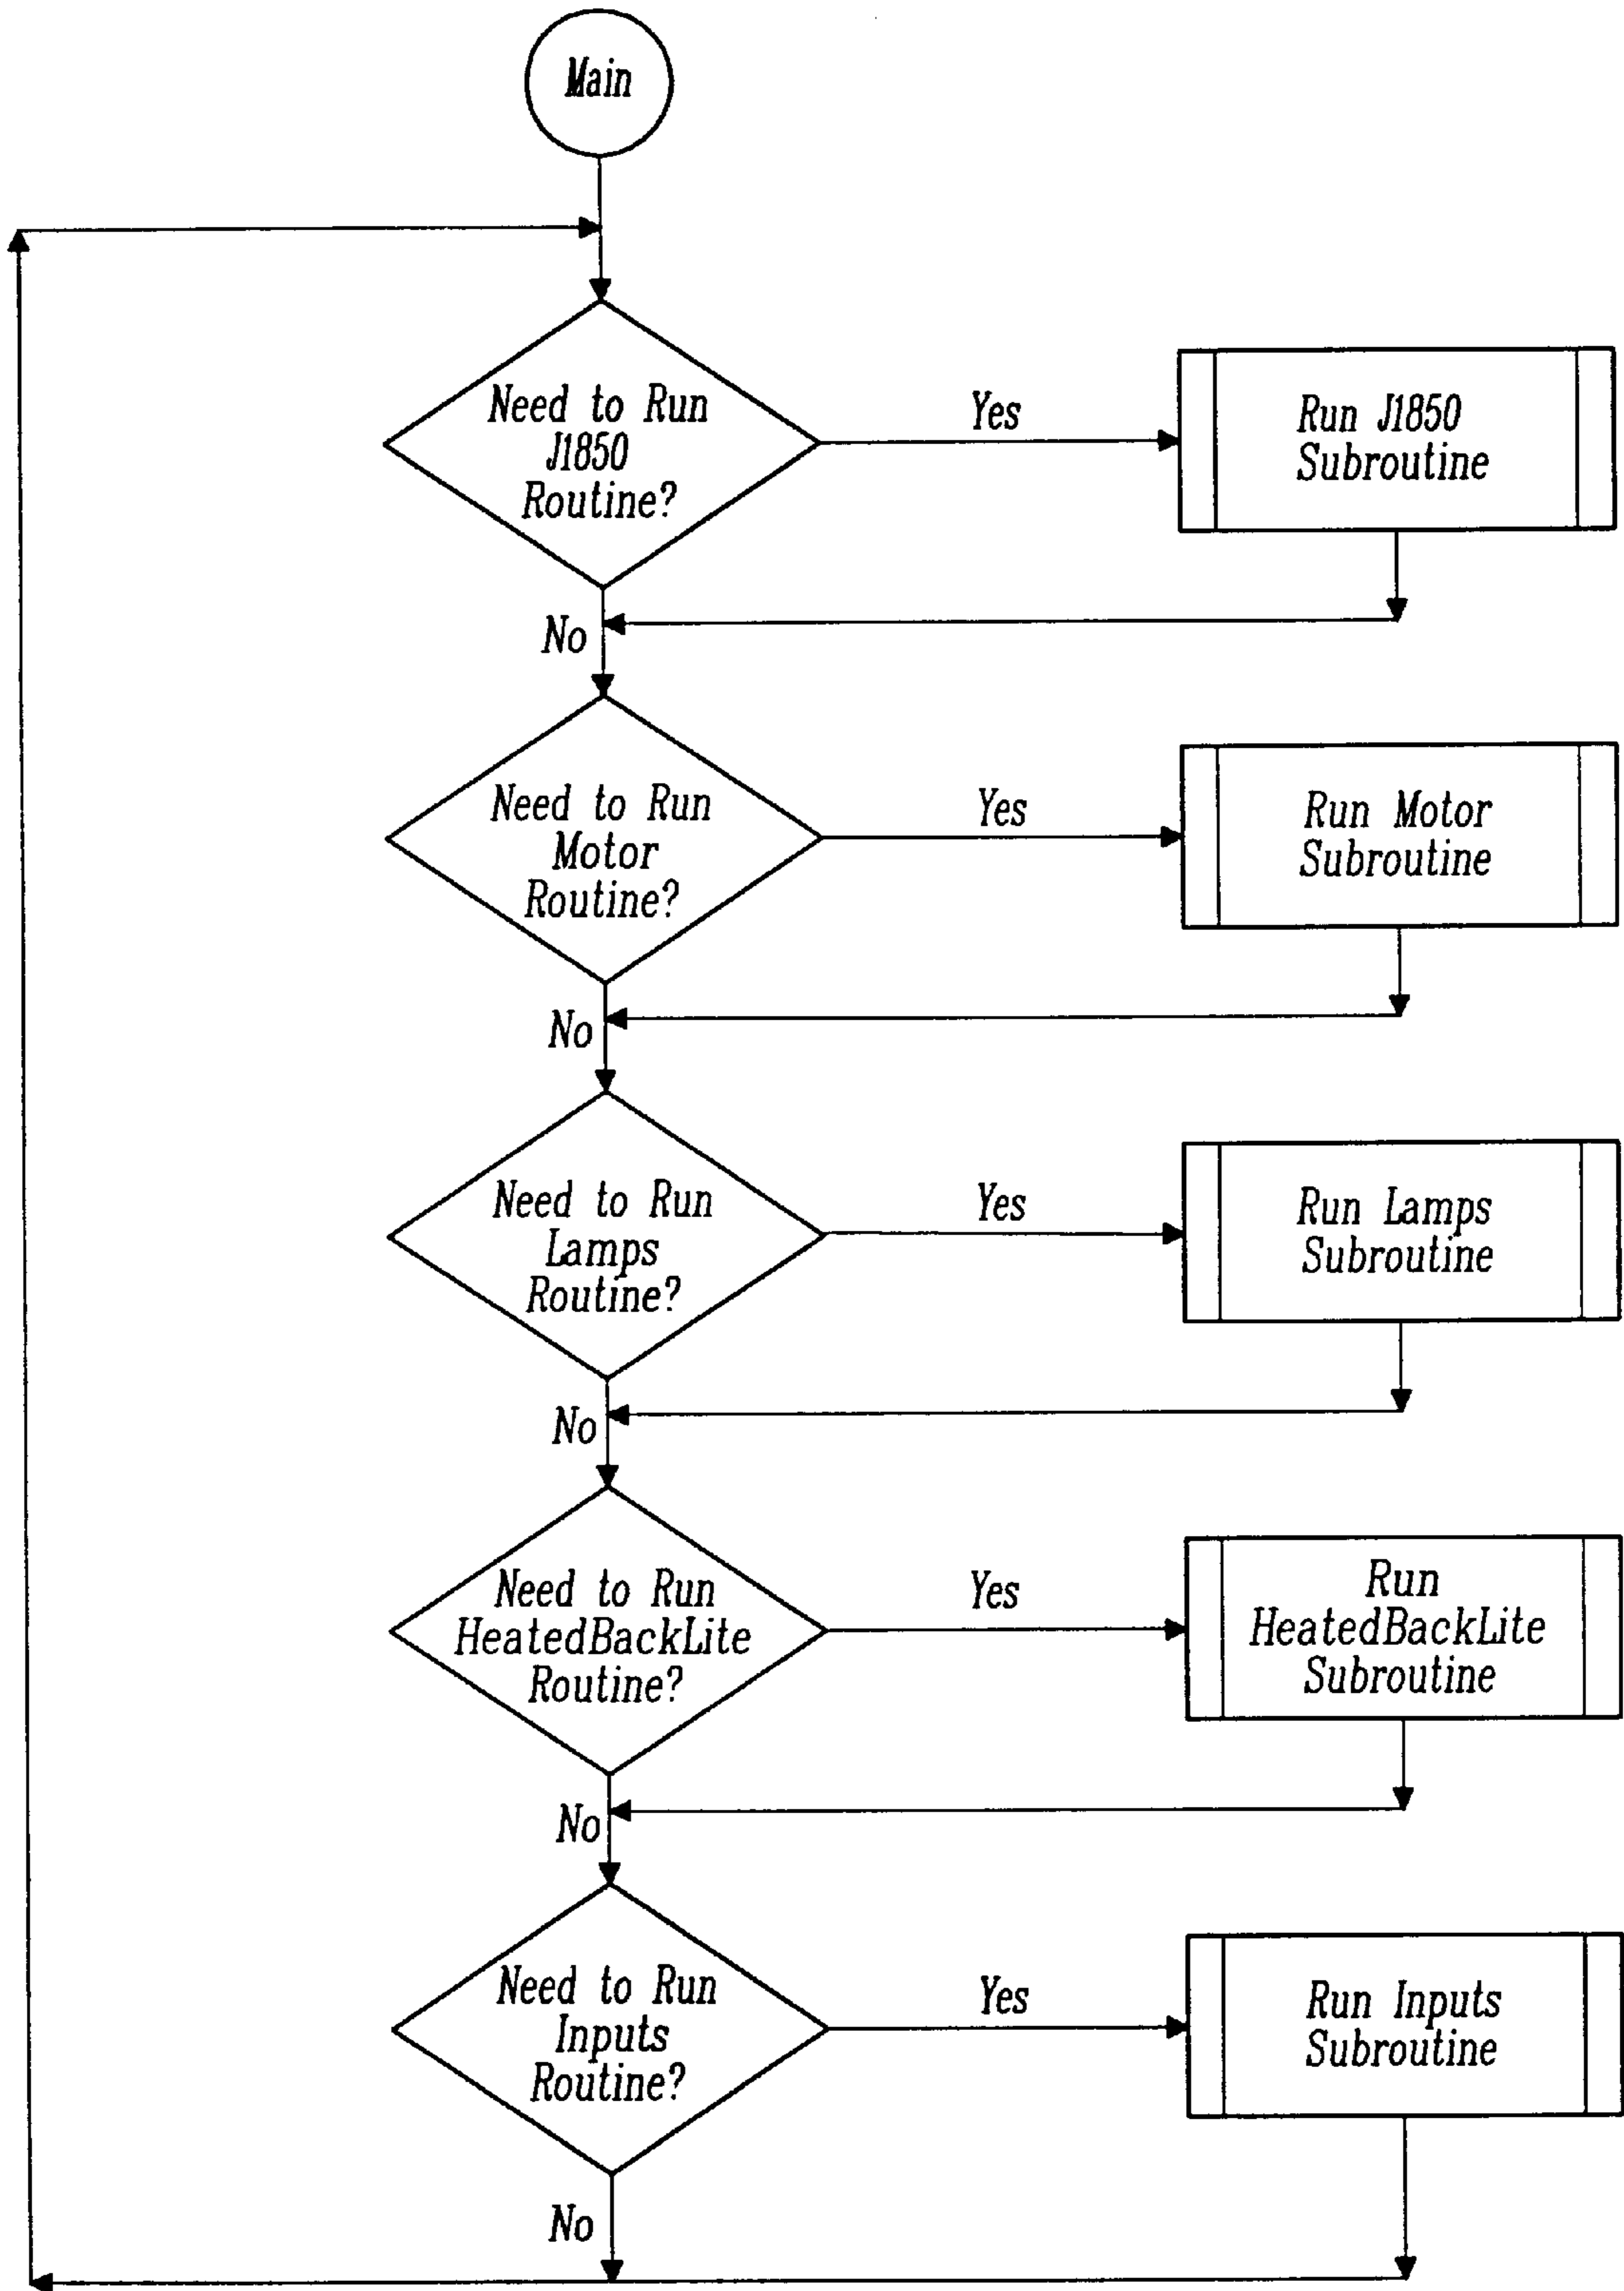 Main
Need to Run
J1850
Routine?
Yes
Run J1850
Subroutine
No
Need to Run
Motor
Routine?
Yes
Run Motor
Subroutine
No
Need to Run
Lamps
Routine?
Yes
Run Lamps
Subroutine
No
Need to Run
HeatedBackLite
Routine?
Yes
Run
HeatedBackLite
Subroutine
No
Need to Run
Inputs
Routine?
Yes
Run Inputs
Subroutine
No